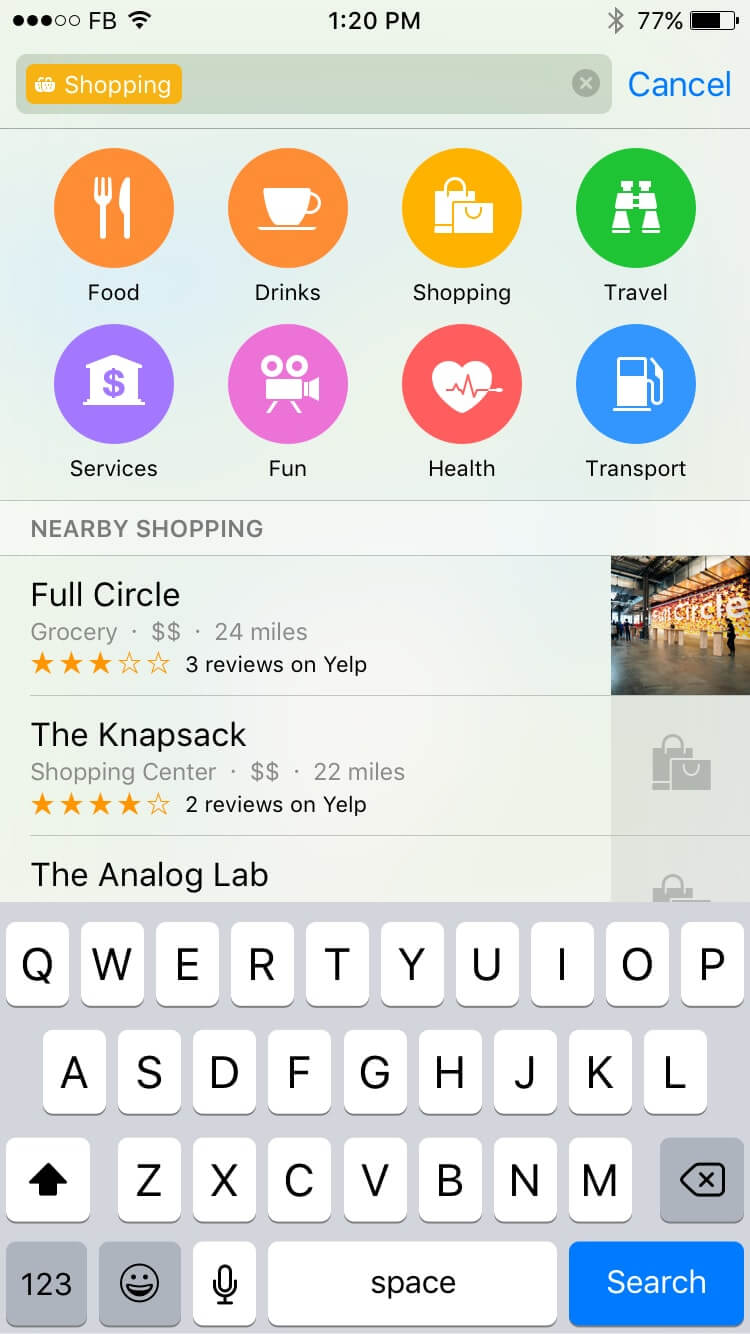 FB 1:20 PM 77%
Shopping Cancel
Food Drinks Shopping Travel
$
Services Fun Health Transport
NEARBY SHOPPING
Full Circle
Grocery · $$ · 24 miles
3 reviews on Yelp
Full Circle
The Knapsack
Shopping Center · $$ · 22 miles
2 reviews on Yelp
The Analog Lab
Q W E R T Y U I O P
A S D F G H J K L
Z X C V B N M
123 space Search